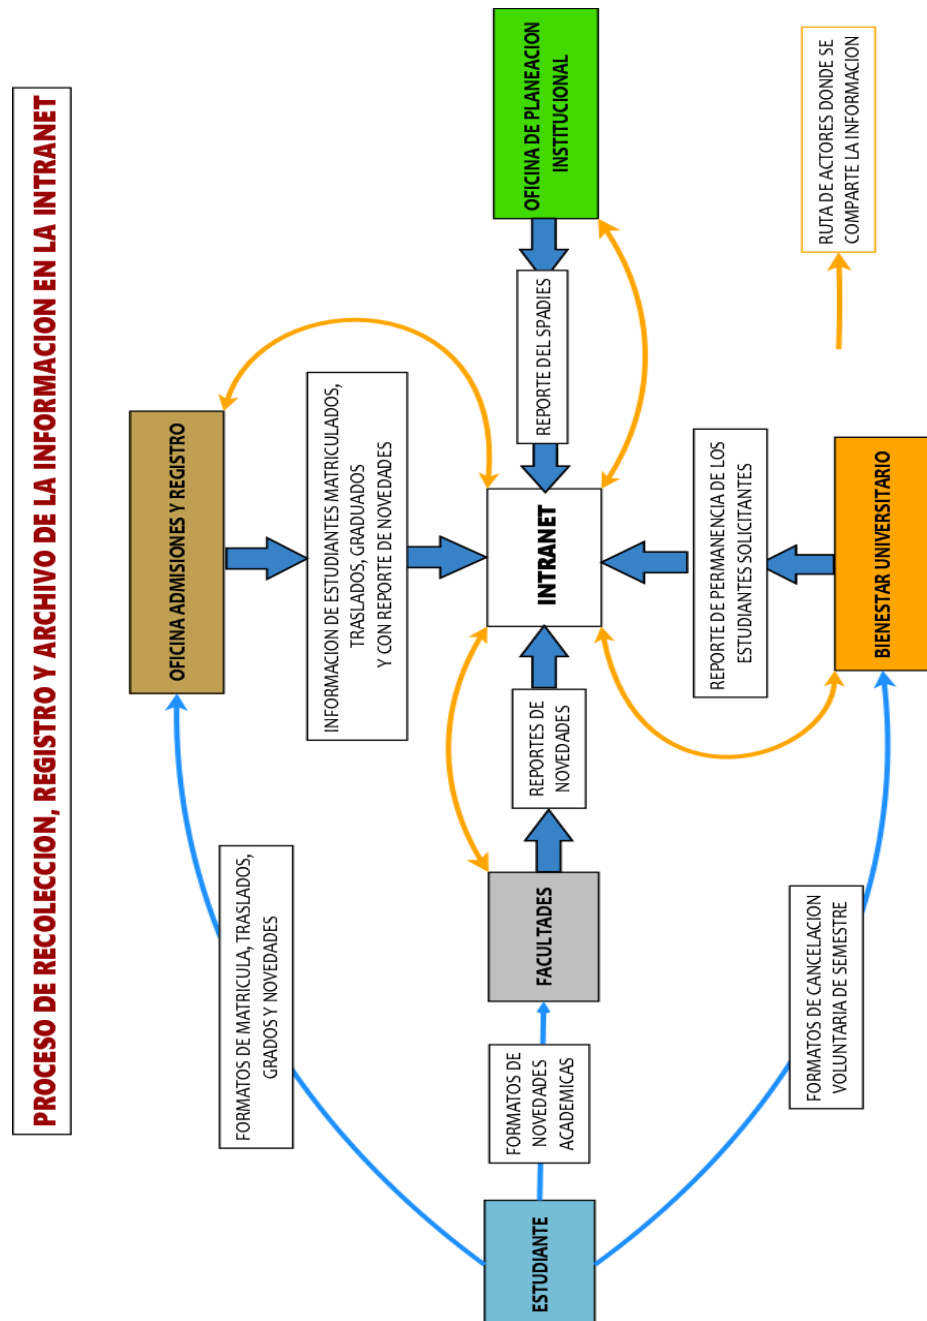 PROCESO DE RECOLECCION, REGISTRO Y ARCHIVO DE LA INFORMACION EN LA INTRANET
OFICINA ADMISIONES Y REGISTRO
FORMATOS DE MATRICULA, TRASLADOS,
GRADOS Y NOVEDADES
INFORMACION DE ESTUDIANTES MATRICULADOS,
TRASLADOS, GRADUADOS
Y CON REPORTE DE NOVEDADES
ESTUDIANTE
FORMATOS DE
NOVEDADES
ACADEMICAS
FACULTADES
REPORTES DE
NOVEDADES
INTRANET
REPORTE DEL SPADIES
OFICINA DE PLANEACION
INSTITUCIONAL
REPORTE DE PERMANENCIA DE LOS
ESTUDIANTES SOLICITANTES
FORMATOS DE CANCELACION
VOLUNTARIA DE SEMESTRE
BIENESTAR UNIVERSITARIO
RUTA DE ACTORES DONDE SE
COMPARTE LA INFORMACION